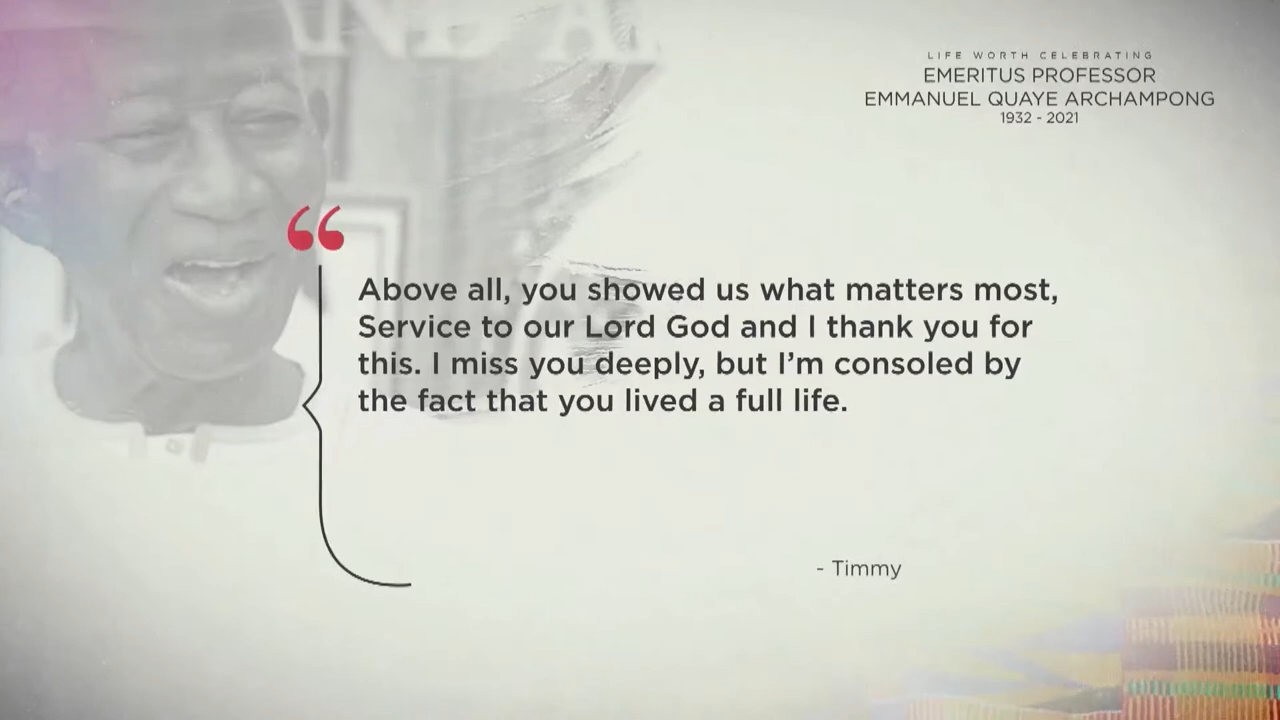 LIFE WORTH CELEBRATING
EMERITUS PROFESSOR
EMMANUEL QUAYE ARCHAMPONG
1932 - 2021
“
Above all, you showed us what matters most,
Service to our Lord God and I thank you for
this. I miss you deeply, but I’m consoled by
the fact that you lived a full life.
- Timmy